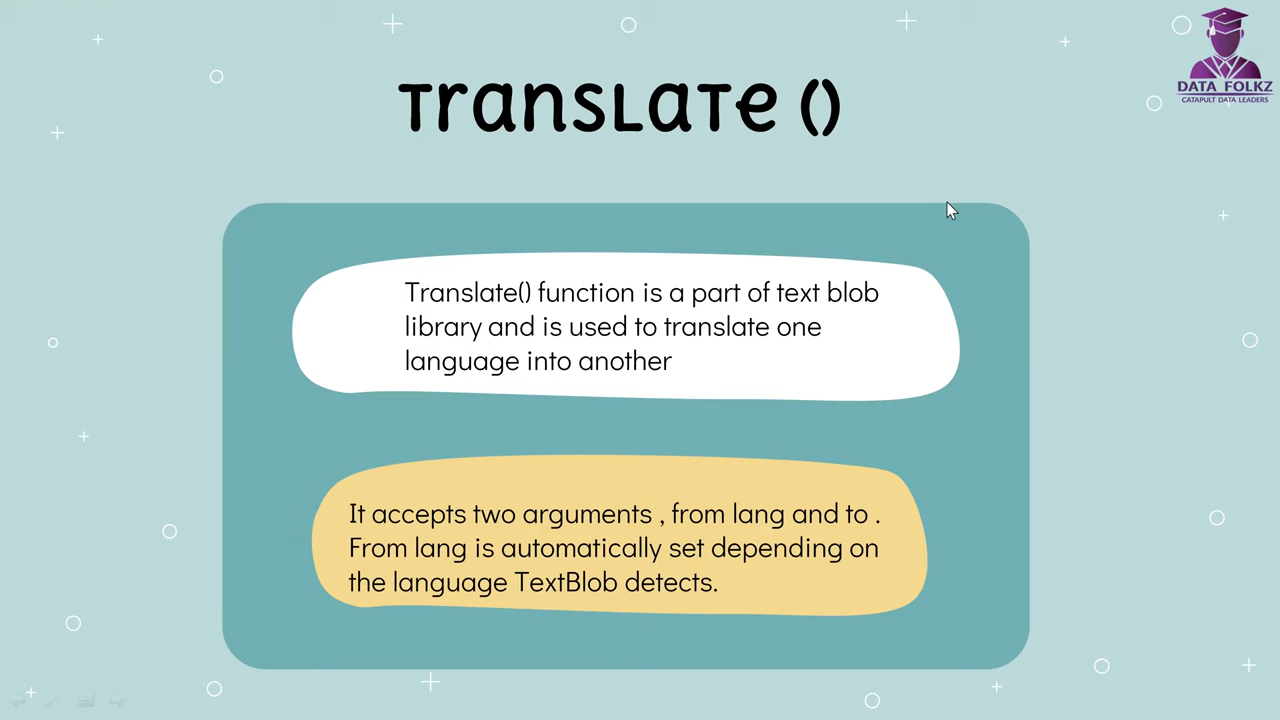 DATA FOLKZ
CATAPULT DATA LEADERS
Translate ()
Translate() function is a part of text blob
library and is used to translate one
language into another
It accepts two arguments , from lang and to .
From lang is automatically set depending on
the language TextBlob detects.